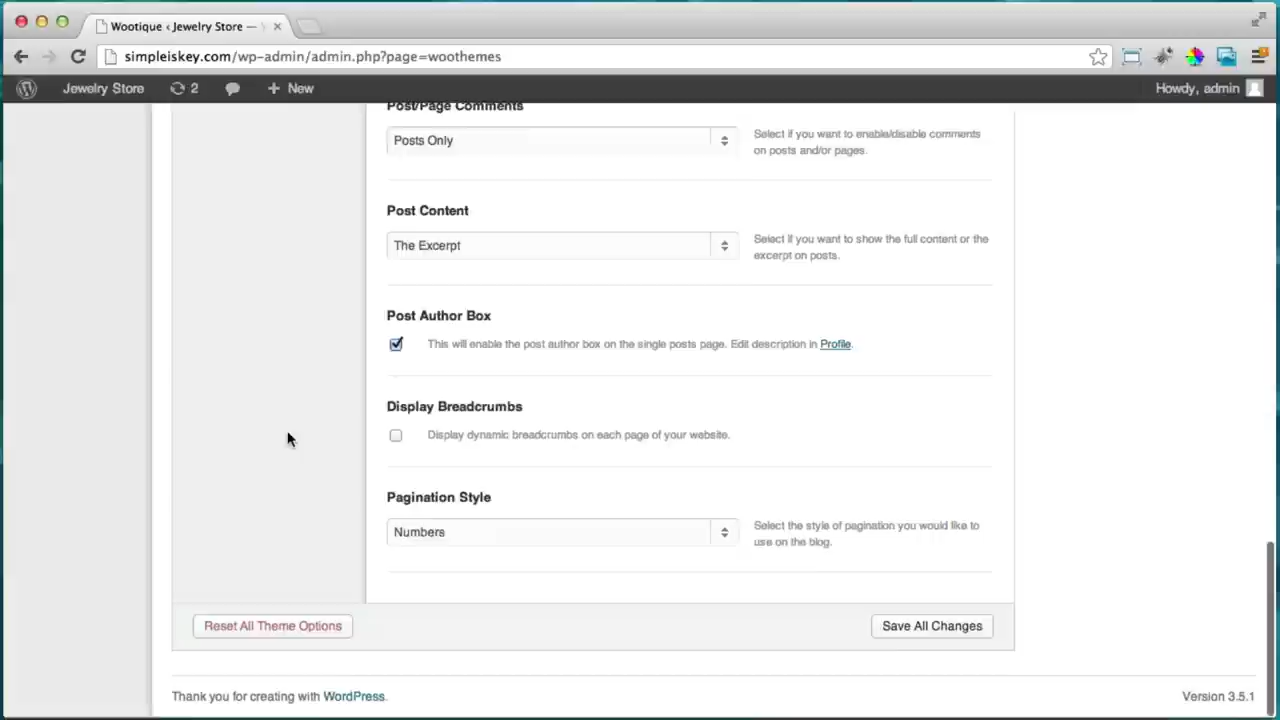 Wootique ‹ Jewelry Store —
simpleiskey.com/wp-admin/admin.php?page=woothemes
Jewelry Store 2 + New Howdy, admin
Post/Page Comments
Posts Only
Select if you want to enable/disable comments
on posts and/or pages.
Post Content
The Excerpt
Select if you want to show the full content or the
excerpt on posts.
Post Author Box
This will enable the post author box on the single posts page. Edit description in Profile.
Display Breadcrumbs
Display dynamic breadcrumbs on each page of your website.
Pagination Style
Numbers
Select the style of pagination you would like to
use on the blog.
Reset All Theme Options Save All Changes
Thank you for creating with WordPress. Version 3.5.1